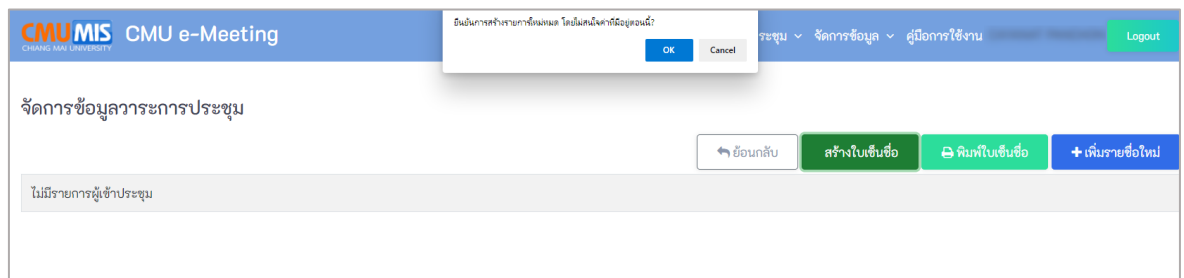 CMU MIS
CHIANG MAI UNIVERSITY
CMU e-Meeting
ยืนยันการสร้างรายการใหม่หมด โดยไม่สนใจค่าที่มีอยู่ตอนนี้?
OK Cancel
ระชุม จัดการข้อมูล คู่มือการใช้งาน Logout
จัดการข้อมูลวาระการประชุม
ย้อนกลับ สร้างใบเซ็นชื่อ พิมพ์ใบเซ็นชื่อ +เพิ่มรายชื่อใหม่
ไม่มีรายการผู้เข้าประชุม